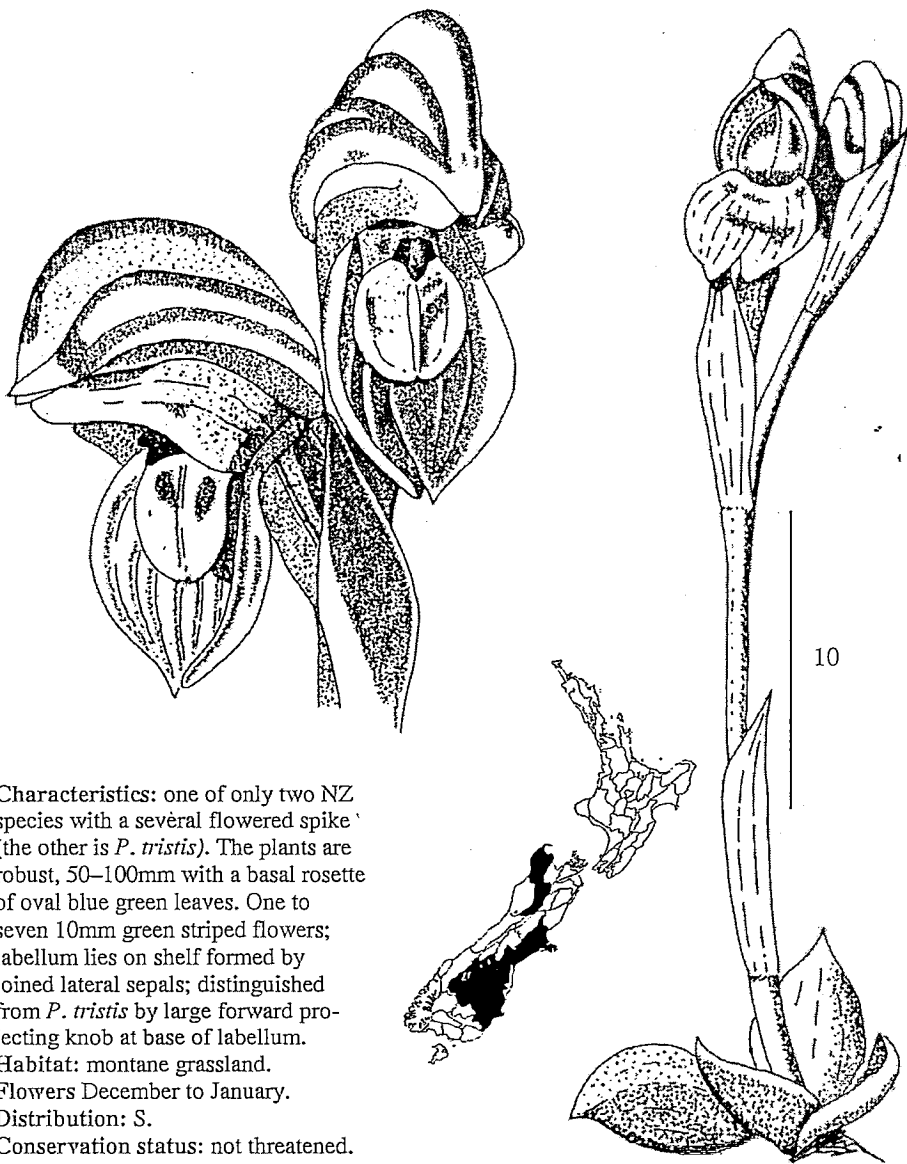 10
Characteristics: one of only two NZ
species with a several flowered spike
(the other is P. tristis). The plants are
robust, 50–100mm with a basal rosette
of oval blue green leaves. One to
seven 10mm green striped flowers;
labellum lies on shelf formed by
joined lateral sepals; distinguished
from P. tristis by large forward pro-
jecting knob at base of labellum.
Habitat: montane grassland.
Flowers December to January.
Distribution: S.
Conservation status: not threatened.